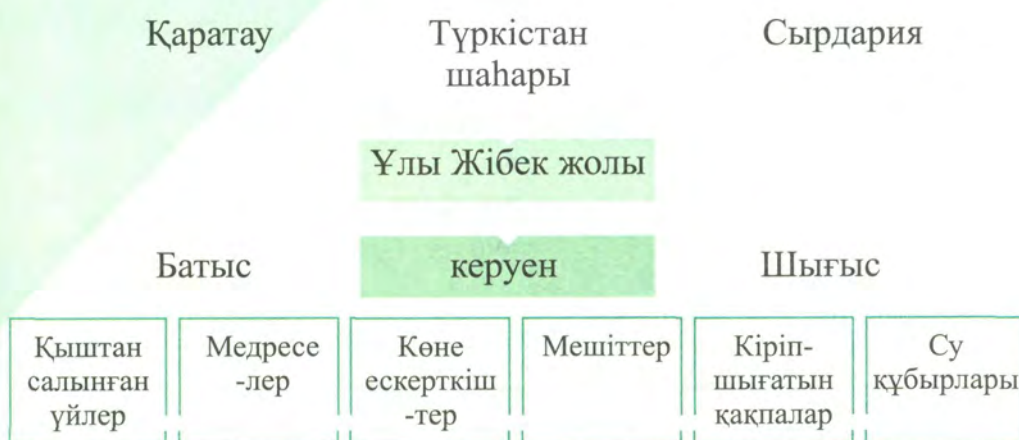 Қаратау
Түркістан
шаһары
Сырдария
Ұлы Жібек жолы
Батыс
керуен
Шығыс
Қыштан
салынған
үйлер
Медресе
-лер
Көне
ескерткіш
-тер
Мешіттер
Кіріп-
шығатын
қақпалар
Су
құбырлары